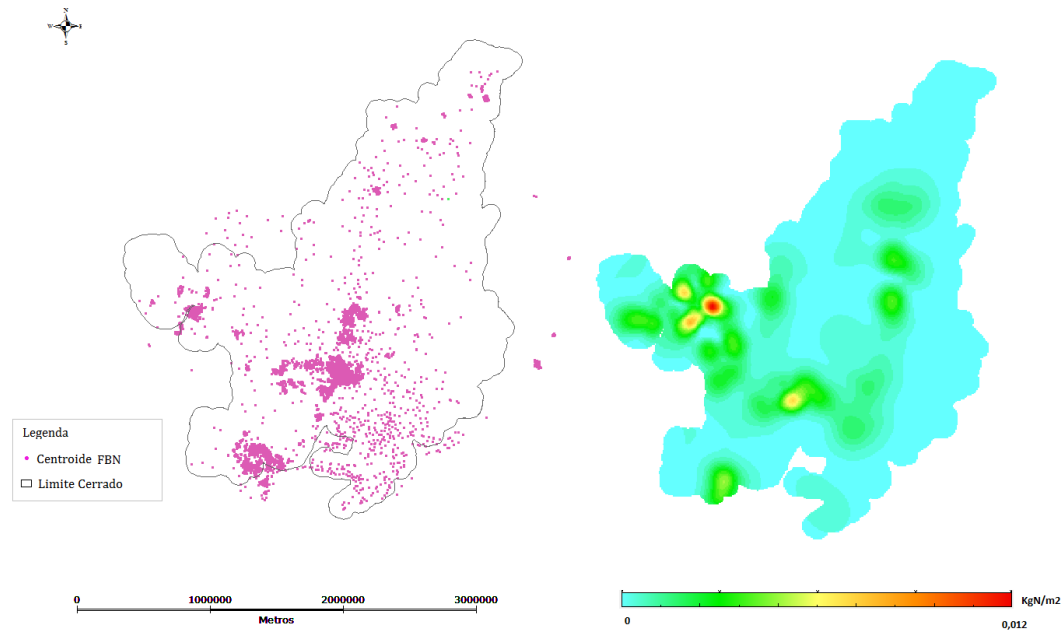 N
W E
S
Legenda
Centroide FBN
Limite Cerrado
0 1000000 2000000 3000000
Metros
KgN/m2
0 0,012